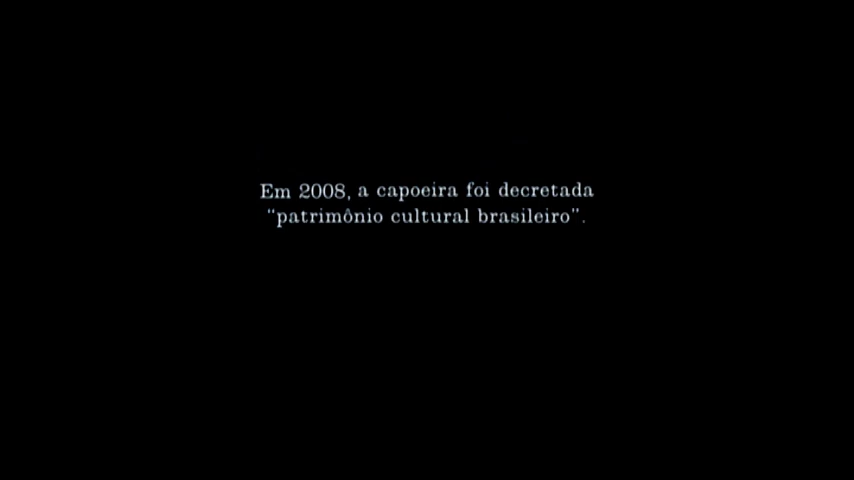 Em 2008, a capoeira foi decretada
“patrimônio cultural brasileiro”.